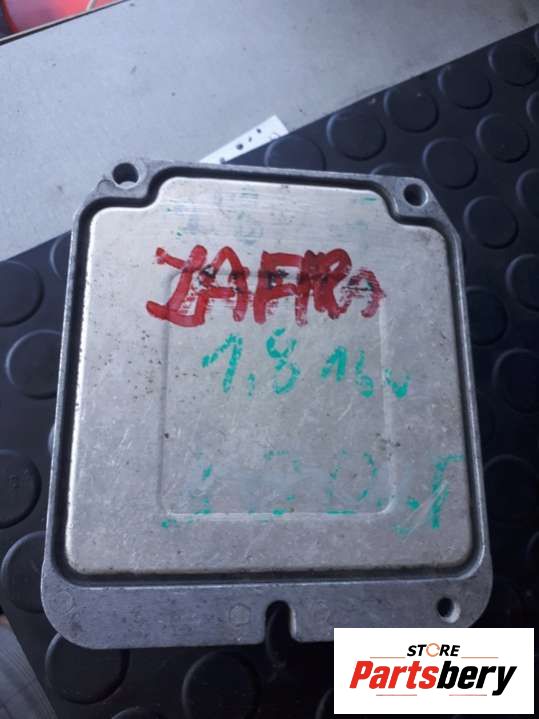 ZAFIRA
1,8 16v
STORE
Partsbery